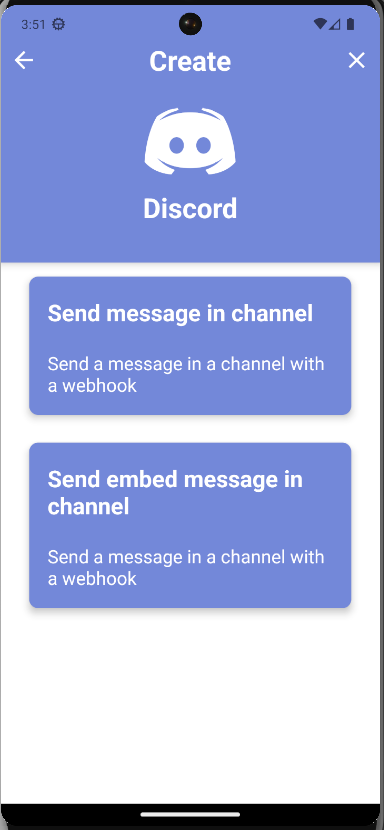 3:51
Create
Discord
Send message in channel
Send a message in a channel with
a webhook
Send embed message in
channel
Send a message in a channel with
a webhook